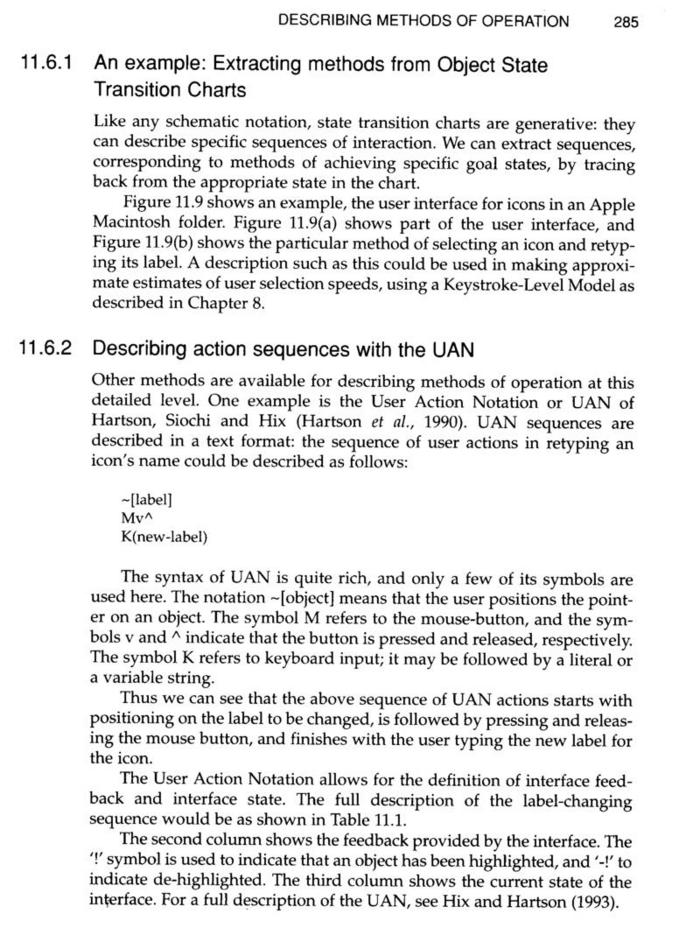 DESCRIBING METHODS OF OPERATION 285
11.6.1 An example: Extracting methods from Object State
Transition Charts
Like any schematic notation, state transition charts are generative: they
can describe specific sequences of interaction. We can extract sequences,
corresponding to methods of achieving specific goal states, by tracing
back from the appropriate state in the chart.
Figure 11.9 shows an example, the user interface for icons in an Apple
Macintosh folder. Figure 11.9(a) shows part of the user interface, and
Figure 11.9(b) shows the particular method of selecting an icon and retyp-
ing its label. A description such as this could be used in making approxi-
mate estimates of user selection speeds, using a Keystroke-Level Model as
described in Chapter 8.
11.6.2 Describing action sequences with the UAN
Other methods are available for describing methods of operation at this
detailed level. One example is the User Action Notation or UAN of
Hartson, Siochi and Hix (Hartson et al., 1990). UAN sequences are
described in a text format: the sequence of user actions in retyping an
icon's name could be described as follows:
~[label]
Mv^
K(new-label)
The syntax of UAN is quite rich, and only a few of its symbols are
used here. The notation ~[object] means that the user positions the point-
er on an object. The symbol M refers to the mouse-button, and the sym-
bols v and ^ indicate that the button is pressed and released, respectively.
The symbol K refers to keyboard input; it may be followed by a literal or
a variable string.
Thus we can see that the above sequence of UAN actions starts with
positioning on the label to be changed, is followed by pressing and releas-
ing the mouse button, and finishes with the user typing the new label for
the icon.
The User Action Notation allows for the definition of interface feed-
back and interface state. The full description of the label-changing
sequence would be as shown in Table 11.1.
The second column shows the feedback provided by the interface. The
'!' symbol is used to indicate that an object has been highlighted, and '-!' to
indicate de-highlighted. The third column shows the current state of the
interface. For a full description of the UAN, see Hix and Hartson (1993).